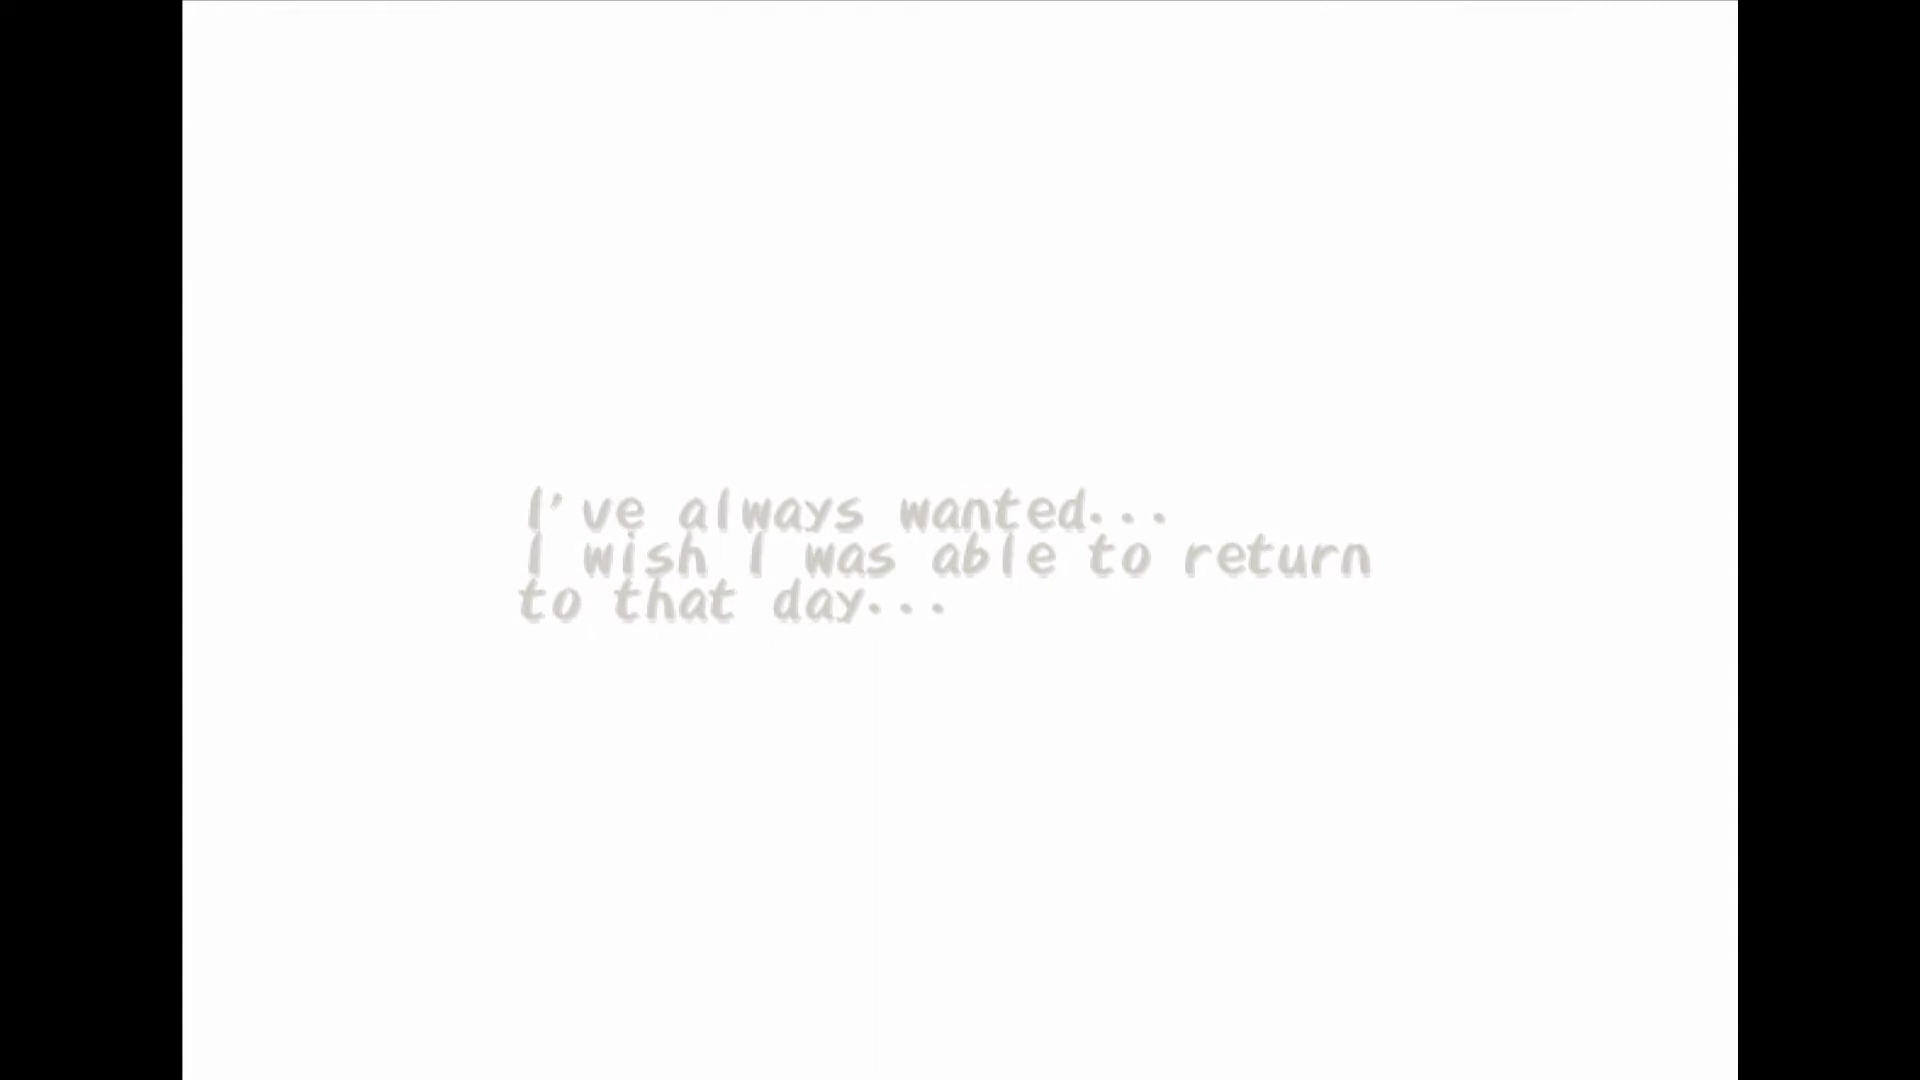 I've always wanted...
I wish I was able to return
to that day...